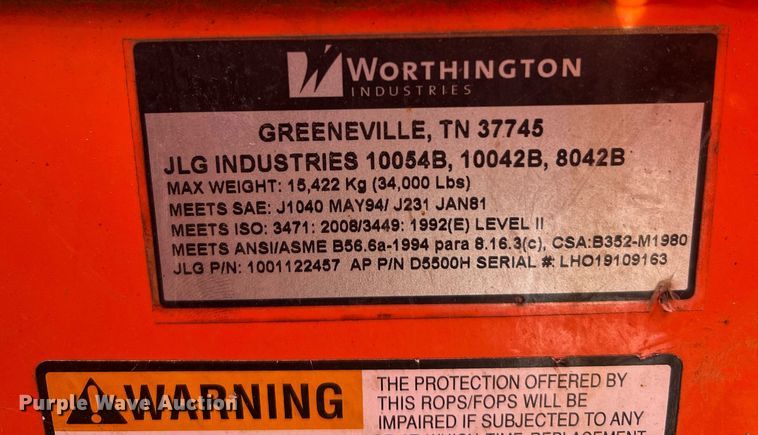 WORTHINGTON
INDUSTRIES
GREENEVILLE, TN 37745
JLG INDUSTRIES 10054B, 10042B, 8042B
MAX WEIGHT: 15,422 Kg (34,000 Lbs)
MEETS SAE: J1040 MAY94/ J231 JAN81
MEETS ISO: 3471: 2008/3449: 1992(E) LEVEL II
MEETS ANSI/ASME B56.6a-1994 para 8.16.3(c), CSA:B352-M1980
JLG P/N: 1001122457 AP P/N D5500H SERIAL #: LHO19109163
WARNING
THE PROTECTION OFFERED BY
THIS ROPS/FOPS WILL BE
IMPAIRED IF SUBJECTED TO ANY
Purple Wave Auction